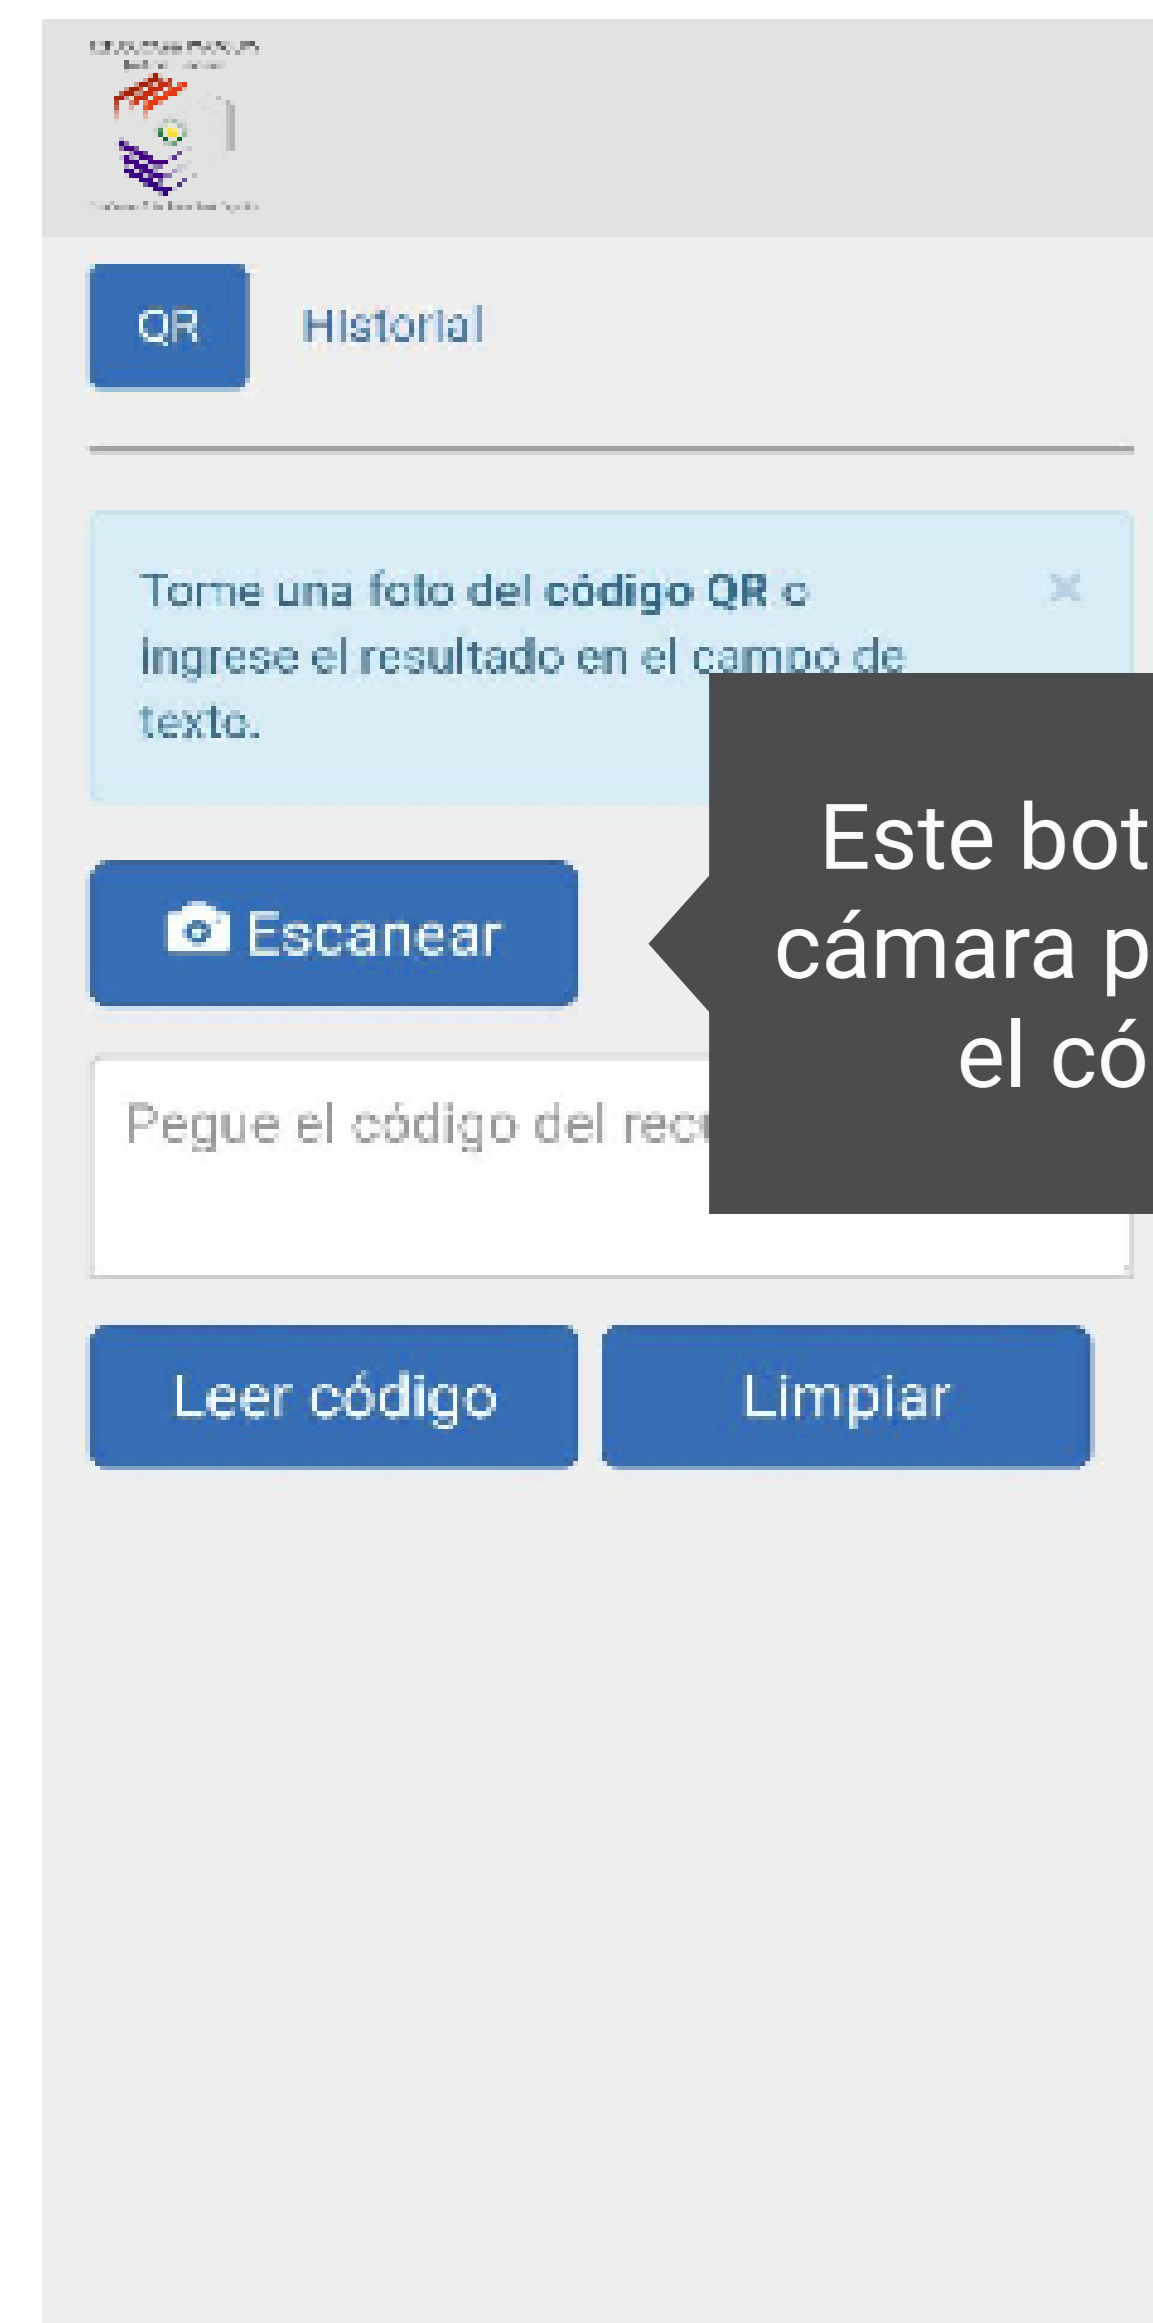 QR
Historial
Tome una foto del código QR o
ingrese el resultado en el campo de
texto.
Escanear
Este bot
cámara p
el có
Pegue el código del rec
Leer código
Limpiar